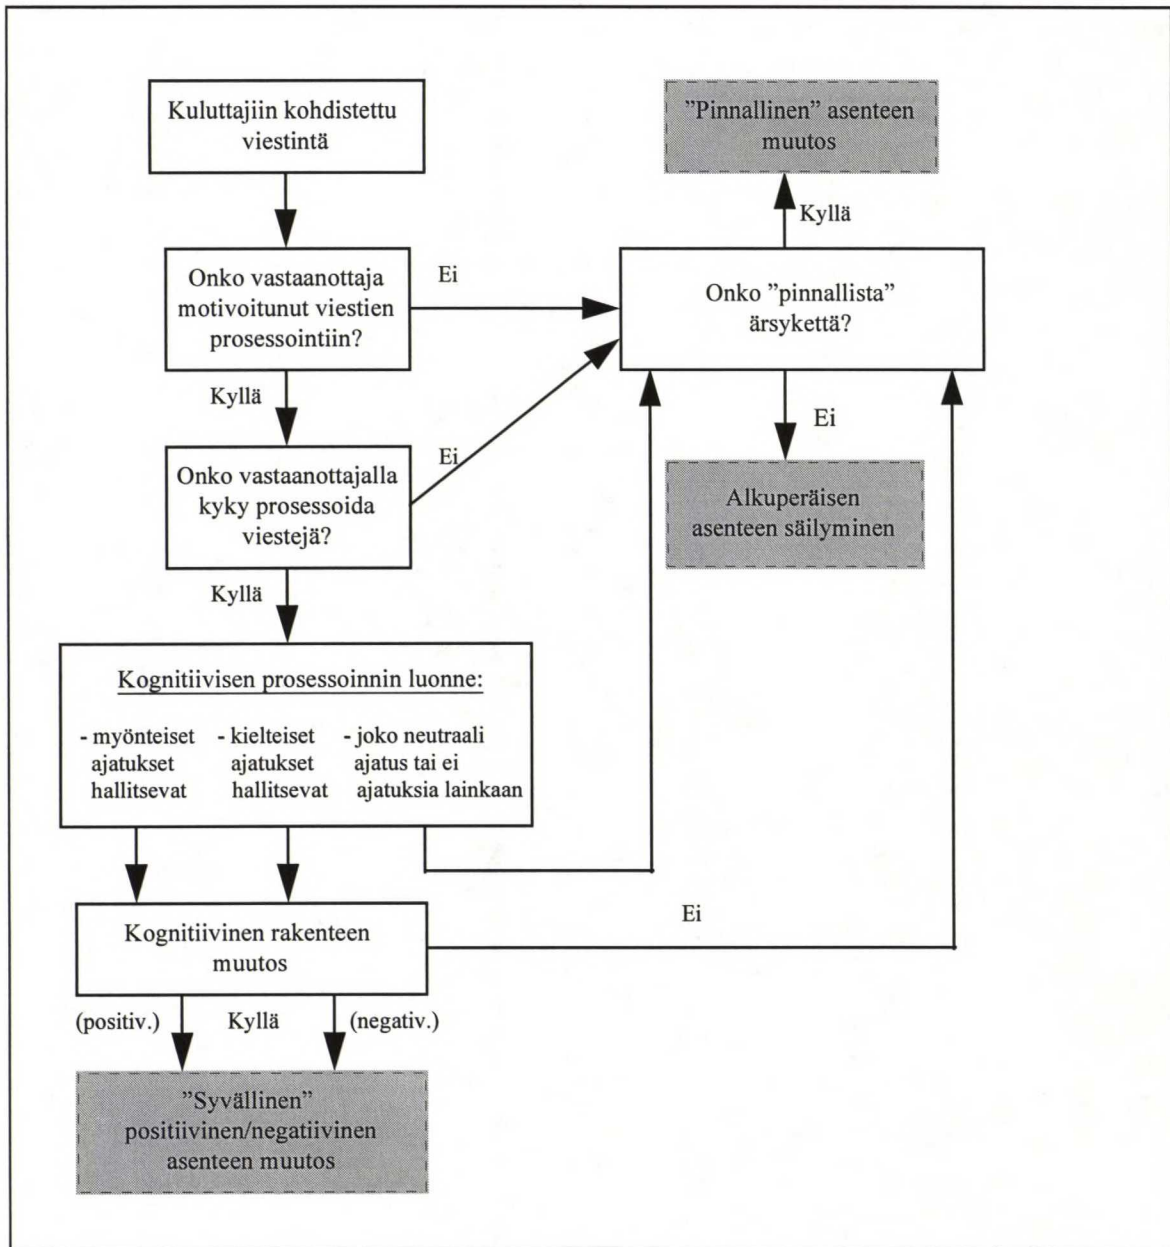 Kuluttajiin kohdistettu
viestintä
"Pinnallinen" asenteen
muutos
Kyllä
Onko vastaanottaja
motivoitunut viestien
prosessointiin?
Ei
Onko "pinnallista"
ärsykettä?
Kyllä
Ei
Onko vastaanottajalla
kyky prosessoida
viestejä?
Ei
Alkuperäisen
asenteen säilyminen
Kyllä
Kognitiivisen prosessoinnin luonne:
- myönteiset
ajatukset
hallitsevat
- kielteiset
ajatukset
hallitsevat
- joko neutraali
ajatus tai ei
ajatuksia lainkaan
Kognitiivinen rakenteen
muutos
Ei
(positiv.) Kyllä (negativ.)
"Syvällinen"
positiivinen/negatiivinen
asenteen muutos